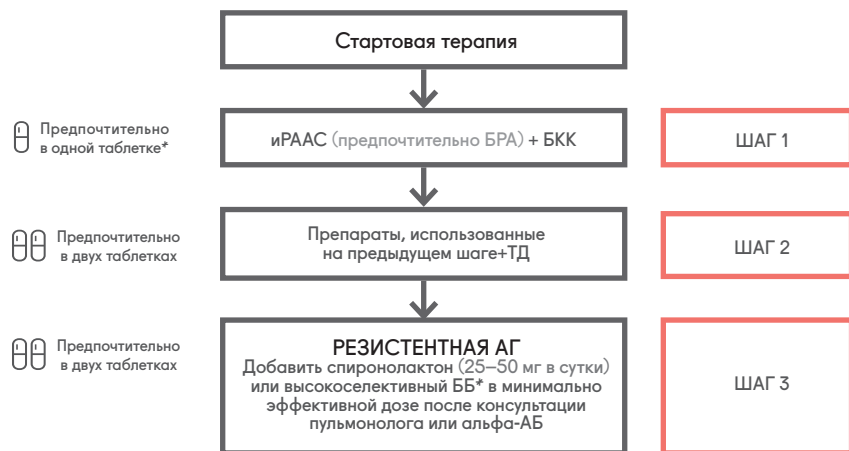 Стартовая терапия
Предпочтительно
в одной таблетке*
иРААС (предпочтительно БРА) + БКК
ШАГ 1
Предпочтительно
в двух таблетках
Препараты, использованные
на предыдущем шаге+ТД
ШАГ 2
Предпочтительно
в двух таблетках
РЕЗИСТЕНТНАЯ АГ
Добавить спиронолактон (25–50 мг в сутки)
или высокоселективный ББ* в минимально
эффективной дозе после консультации
пульмонолога или альфа-АБ
ШАГ 3